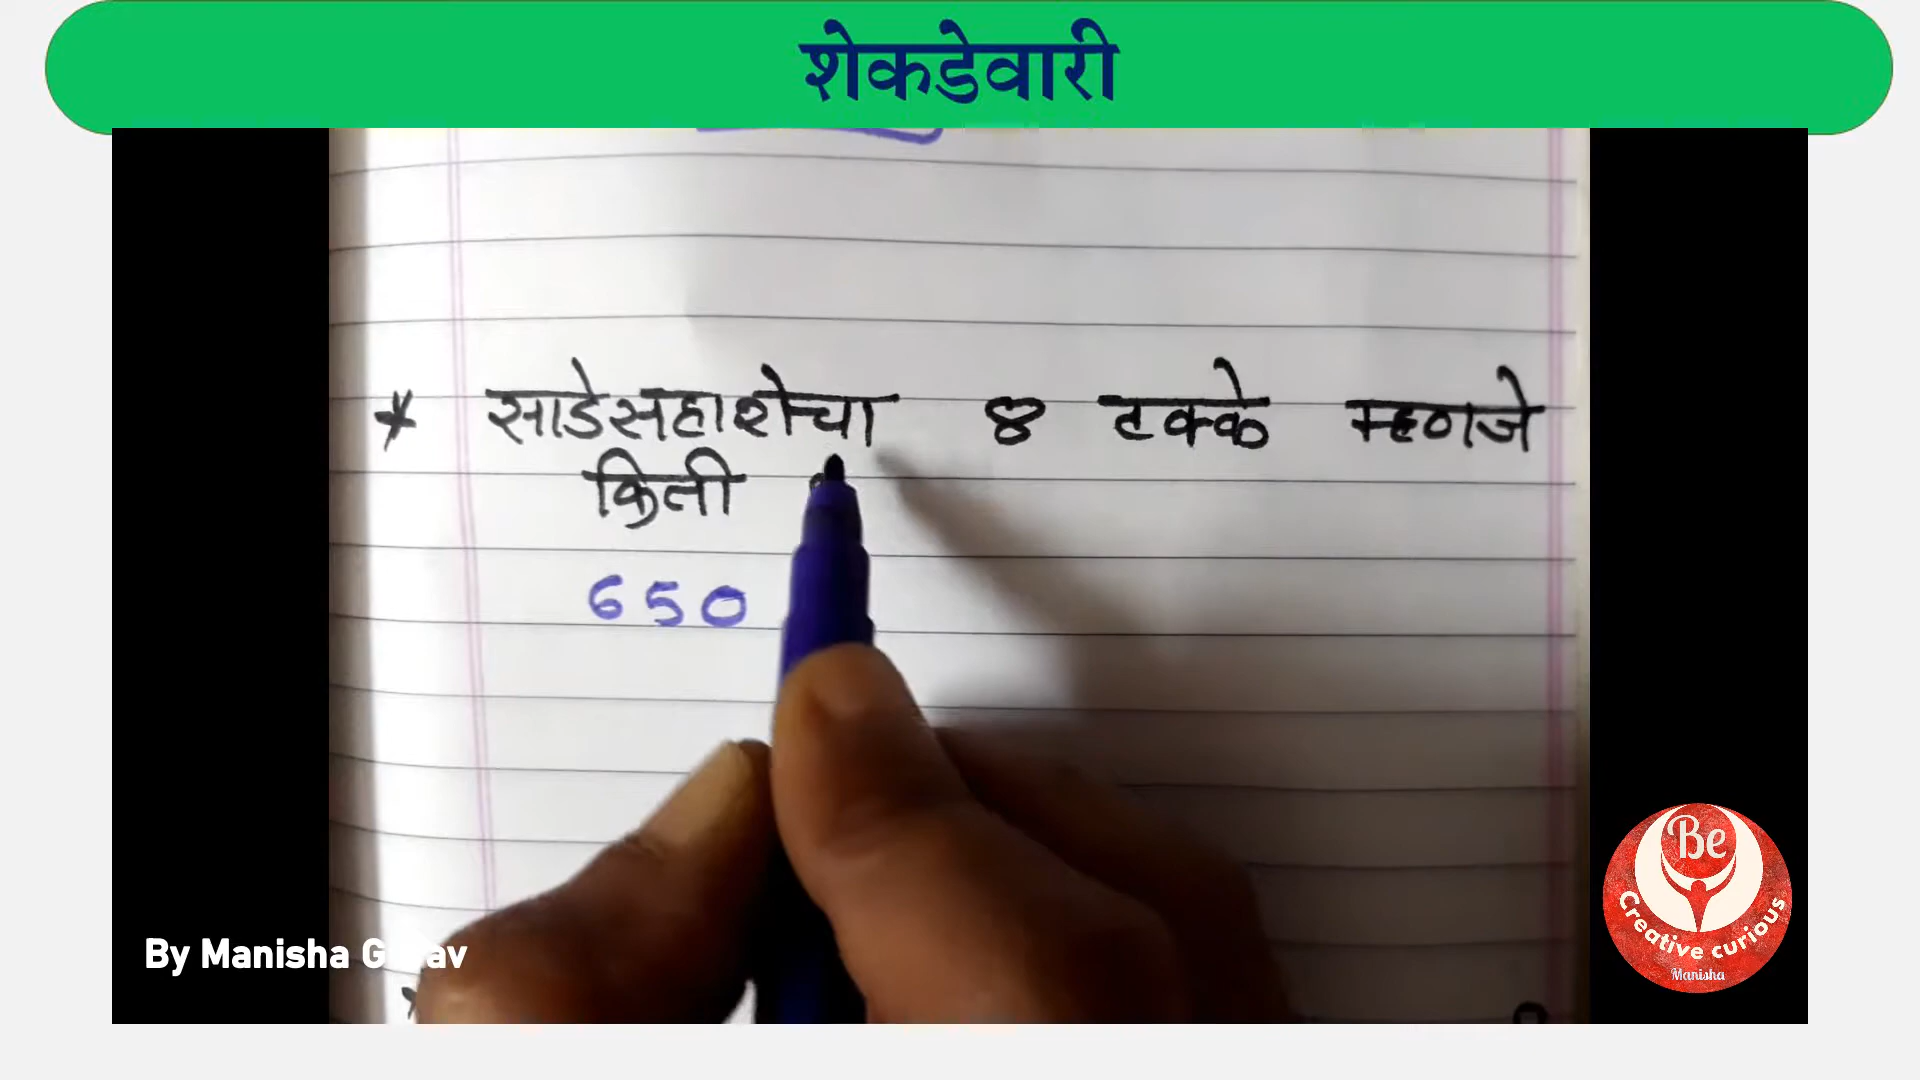 शेकडेवारी
* साडेसहाशेचा ४ टक्के म्हणजे
किती
650
By Manisha
Be
Creative curious
Manisha